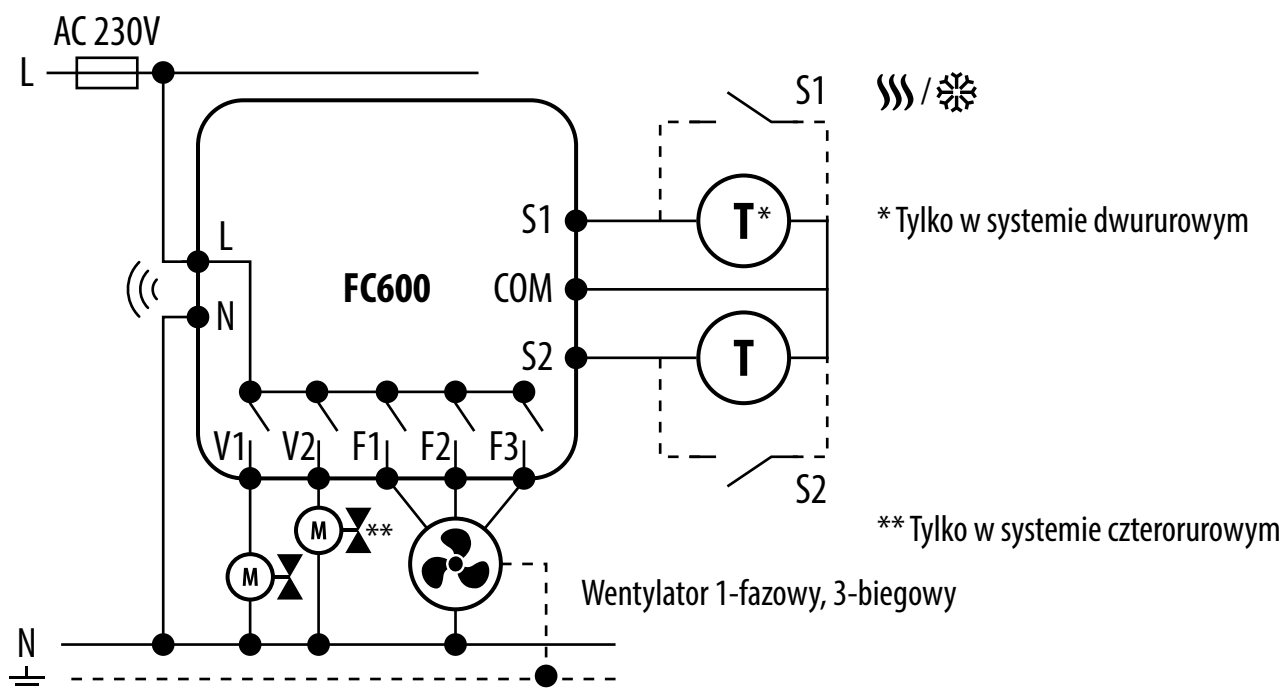 AC 230V
L
S1
/
S1
T*
* Tylko w systemie dwururowym
L
FC600
COM
N
S2
T
V1 V2 F1 F2 F3
S2
M **
** Tylko w systemie czterorurowym
M
Wentylator 1-fazowy, 3-biegowy
N